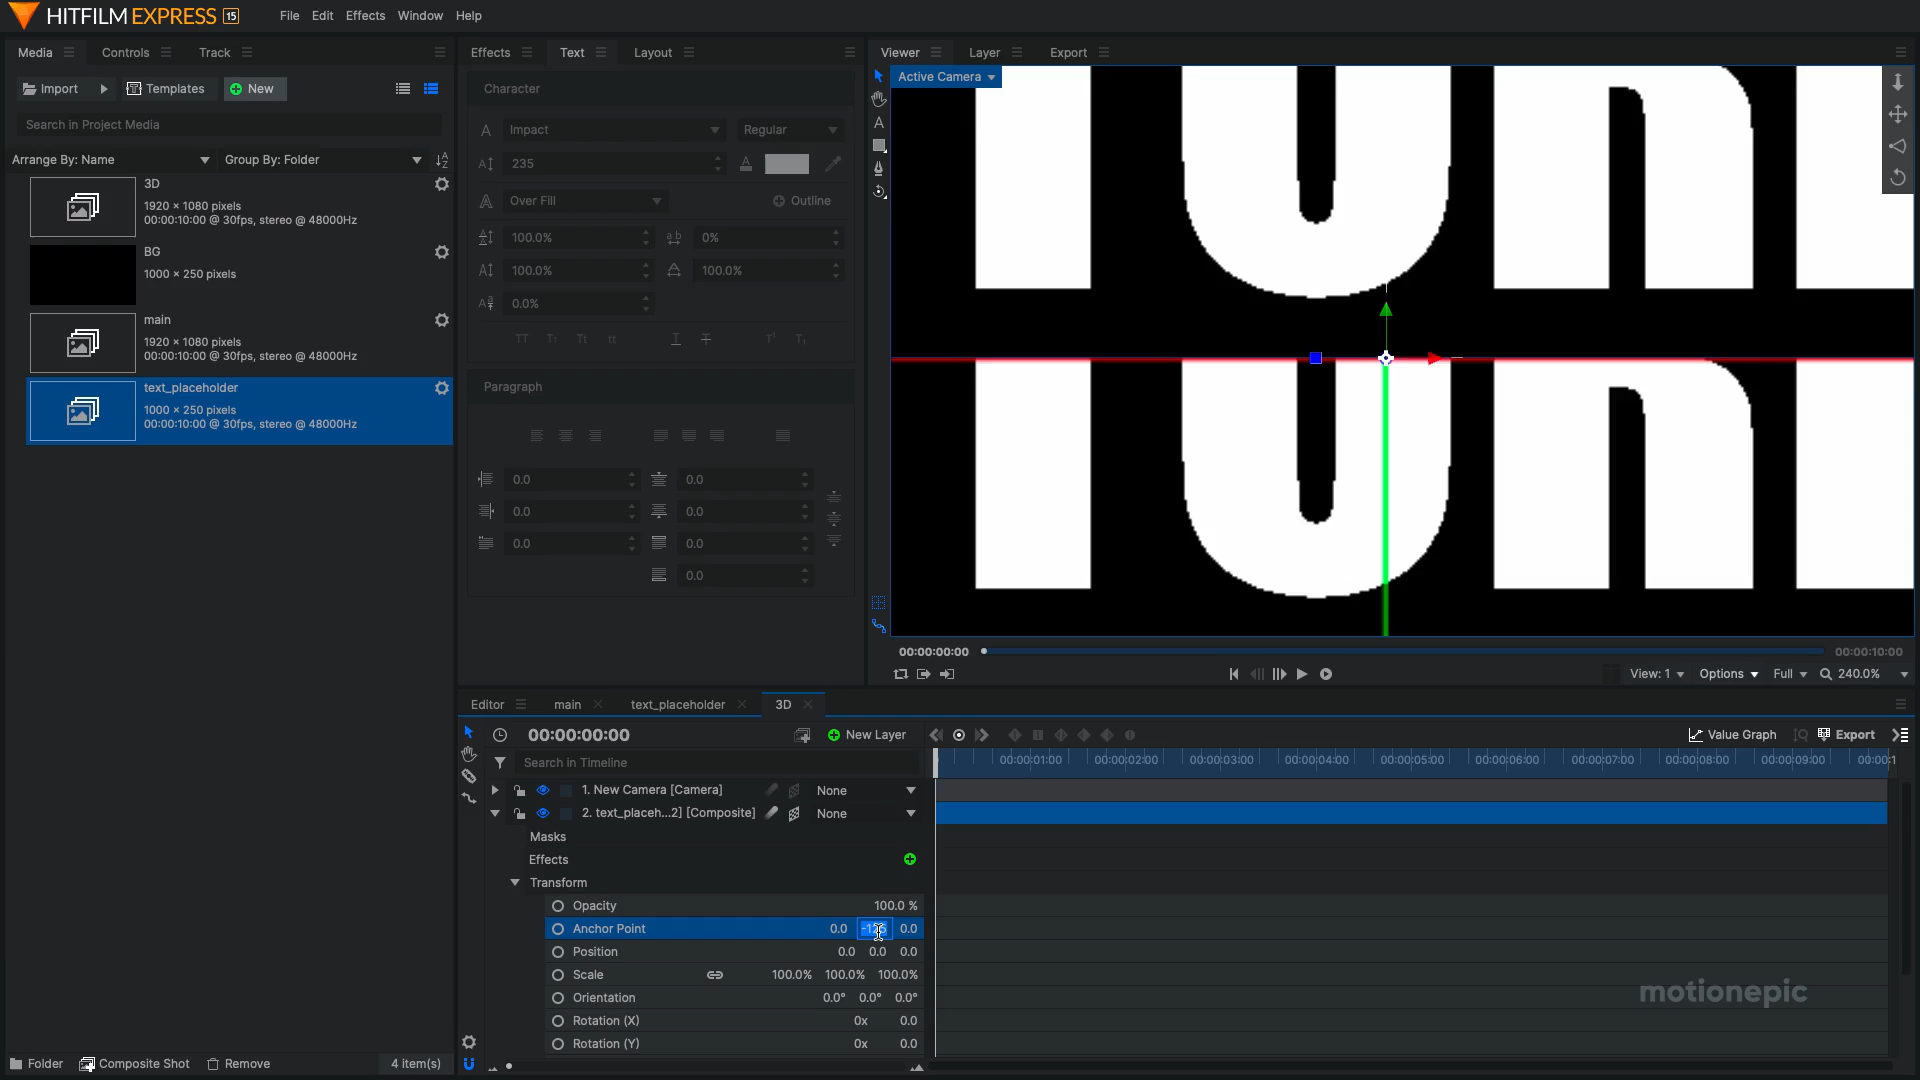 HITFILM EXPRESS 15
File Edit Effects Window Help
Media Controls Track
Effects Text Layout
Viewer Layer Export
Import Templates New
Search in Project Media
Arrange By: Name Group By: Folder
3D
1920 × 1080 pixels
00:00:10:00 @ 30fps, stereo @ 48000Hz
BG
1000 × 250 pixels
main
1920 × 1080 pixels
00:00:10:00 @ 30fps, stereo @ 48000Hz
text_placeholder
1000 × 250 pixels
00:00:10:00 @ 30fps, stereo @ 48000Hz
Folder Composite Shot Remove 4 item(s)
Character
Impact Regular
235
Over Fill Outline
100.0% 0%
100.0% 100.0%
0.0%
Paragraph
0.0 0.0
0.0 0.0
0.0 0.0
0.0
Active Camera
00:00:00:00 00:00:10:00
View: 1 Options Full 240.0%
Editor main text_placeholder 3D
00:00:00:00 New Layer Value Graph Export
Search in Timeline
00:00:01:00 00:00:02:00 00:00:03:00 00:00:04:00 00:00:05:00 00:00:06:00 00:00:07:00 00:00:08:00 00:00:09:00 00:00:1
1. New Camera [Camera] None
2. text_placeh...2] [Composite] None
Masks
Effects
Transform
Opacity 100.0 %
Anchor Point 0.0 0.0
Position 0.0 0.0 0.0
Scale 100.0% 100.0% 100.0%
Orientation 0.0° 0.0° 0.0°
Rotation (X) 0x 0.0
Rotation (Y) 0x 0.0
motionepic